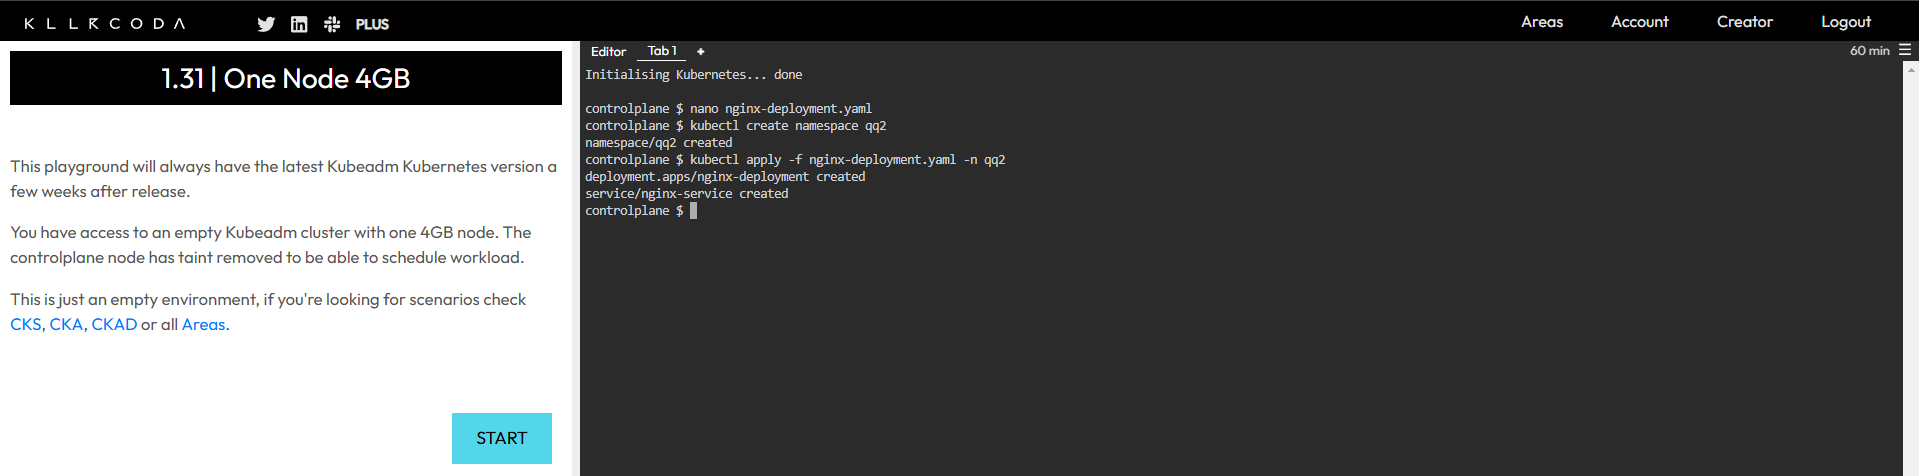 KLLRCODA PLUS Areas Account Creator Logout
1.31 | One Node 4GB
This playground will always have the latest Kubeadm Kubernetes version a
few weeks after release.
You have access to an empty Kubeadm cluster with one 4GB node. The
controlplane node has taint removed to be able to schedule workload.
This is just an empty environment, if you're looking for scenarios check
CKS, CKA, CKAD or all Areas.
START
Editor Tab 1 + 60 min
Initialising Kubernetes... done
controlplane $ nano nginx-deployment.yaml
controlplane $ kubectl create namespace qq2
namespace/qq2 created
controlplane $ kubectl apply -f nginx-deployment.yaml -n qq2
deployment.apps/nginx-deployment created
service/nginx-service created
controlplane $